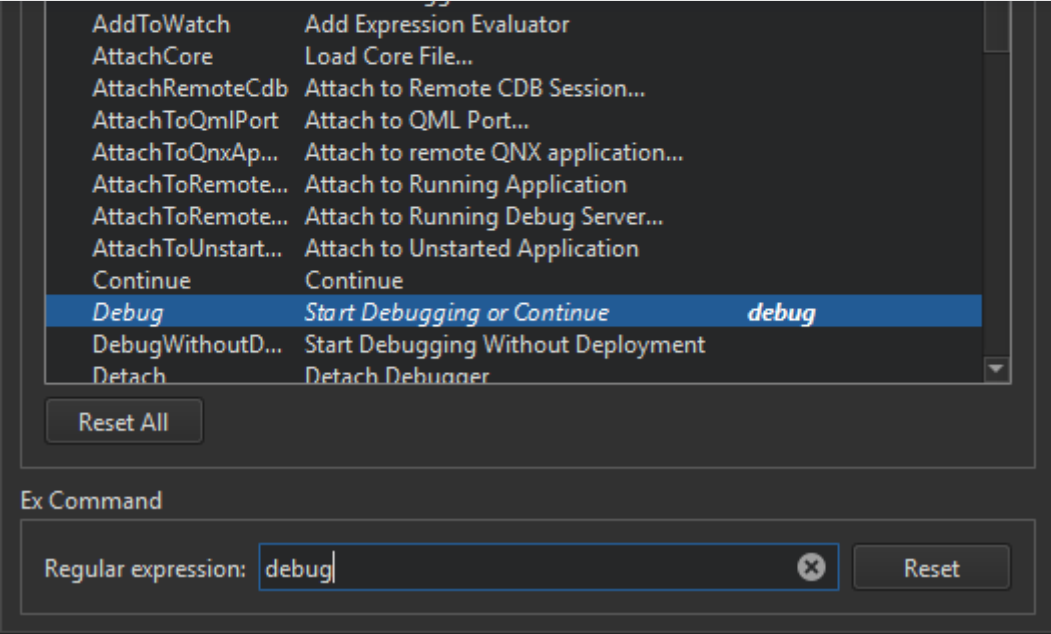 AddToWatch Add Expression Evaluator
AttachCore Load Core File...
AttachRemoteCdb Attach to Remote CDB Session...
AttachToQmlPort Attach to QML Port...
AttachToQnxAp... Attach to remote QNX application...
AttachToRemote... Attach to Running Application
AttachToRemote... Attach to Running Debug Server...
AttachToUnstart... Attach to Unstarted Application
Continue Continue
Debug Start Debugging or Continue debug
DebugWithoutD... Start Debugging Without Deployment
Detach Detach Debugger
Reset All
Ex Command
Regular expression: debug Reset